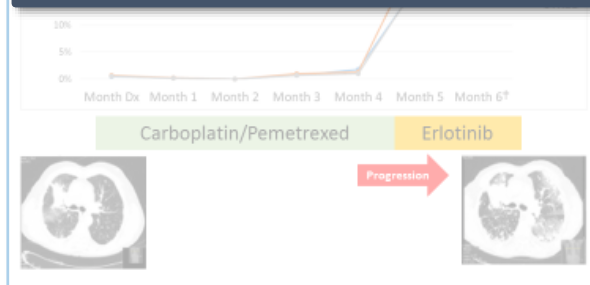 10%
5%
0%
Month Dx Month 1 Month 2 Month 3 Month 4 Month 5 Month 6†
Carboplatin/Pemetrexed Erlotinib
Progression